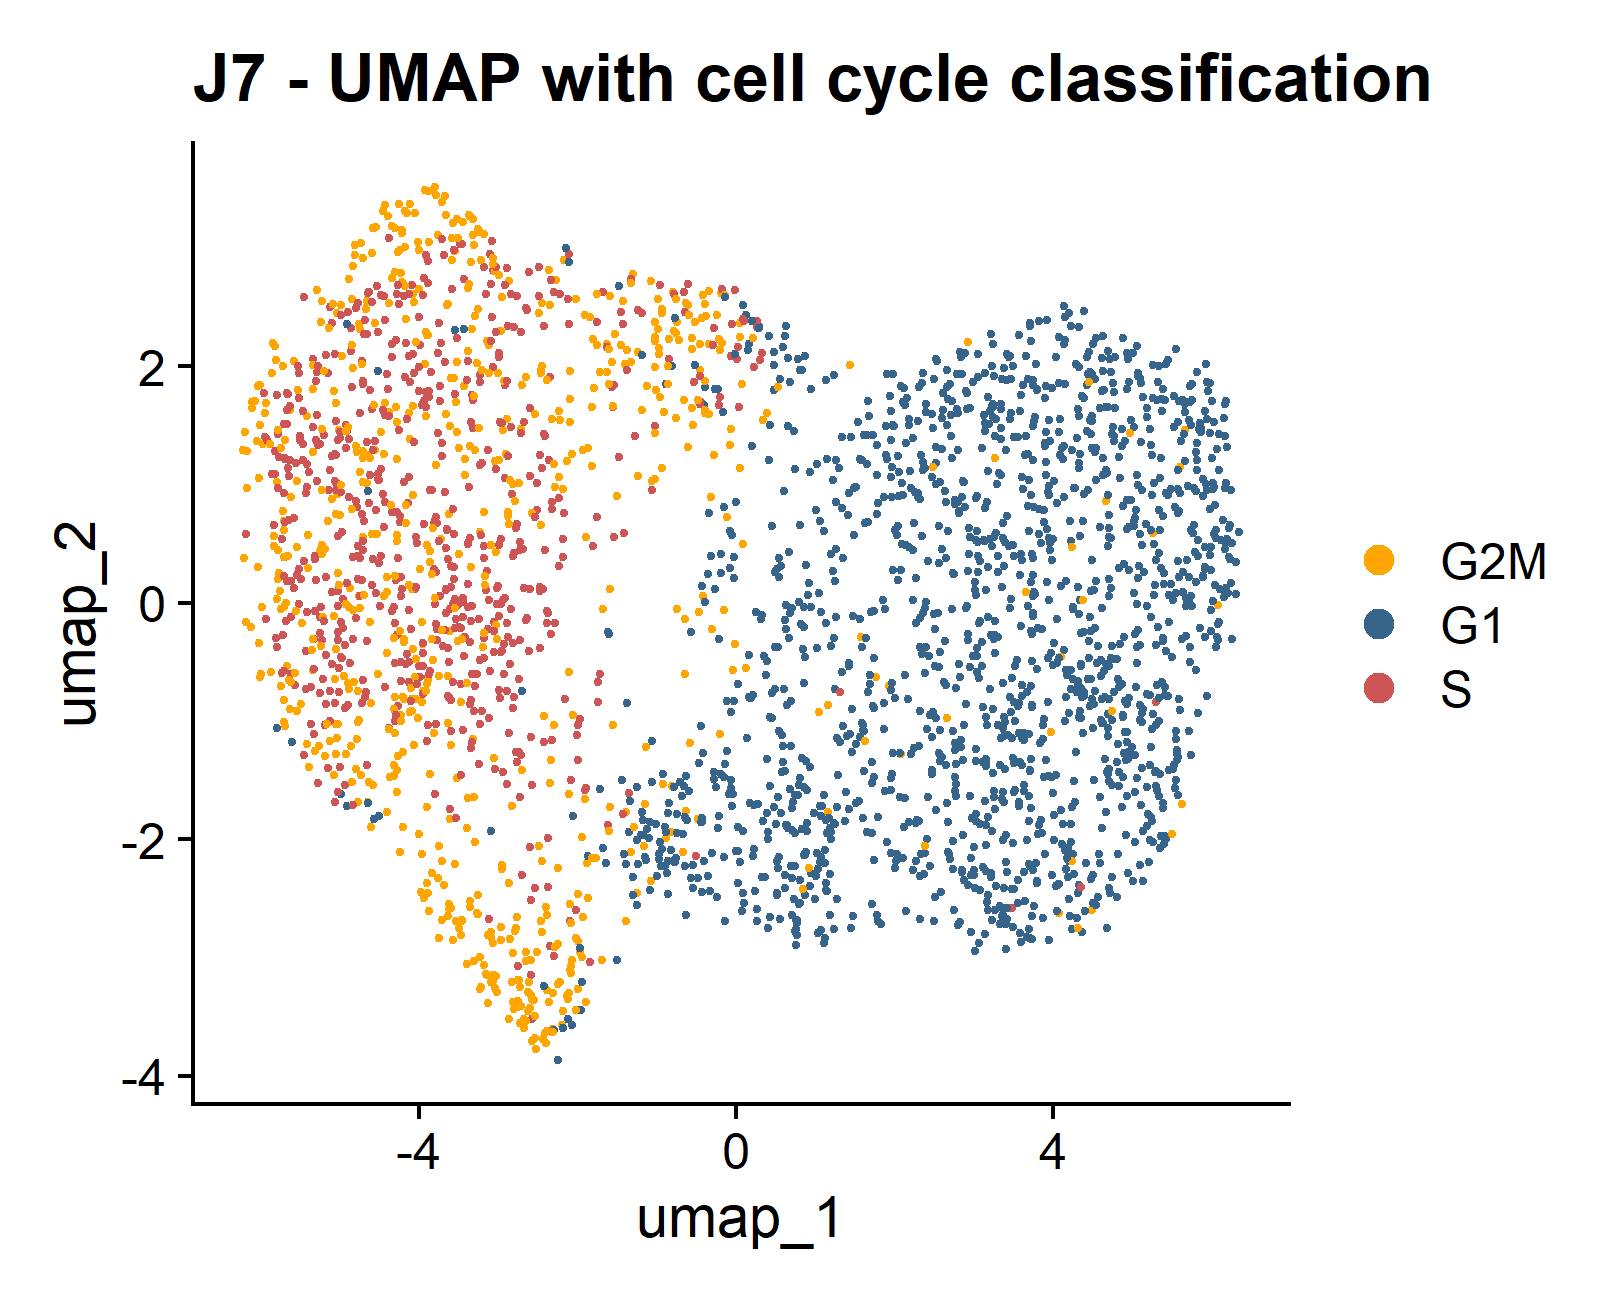 J7 - UMAP with cell cycle classification
umap_2
2
0
-2
-4
-4 0 4
umap_1
G2M
G1
S